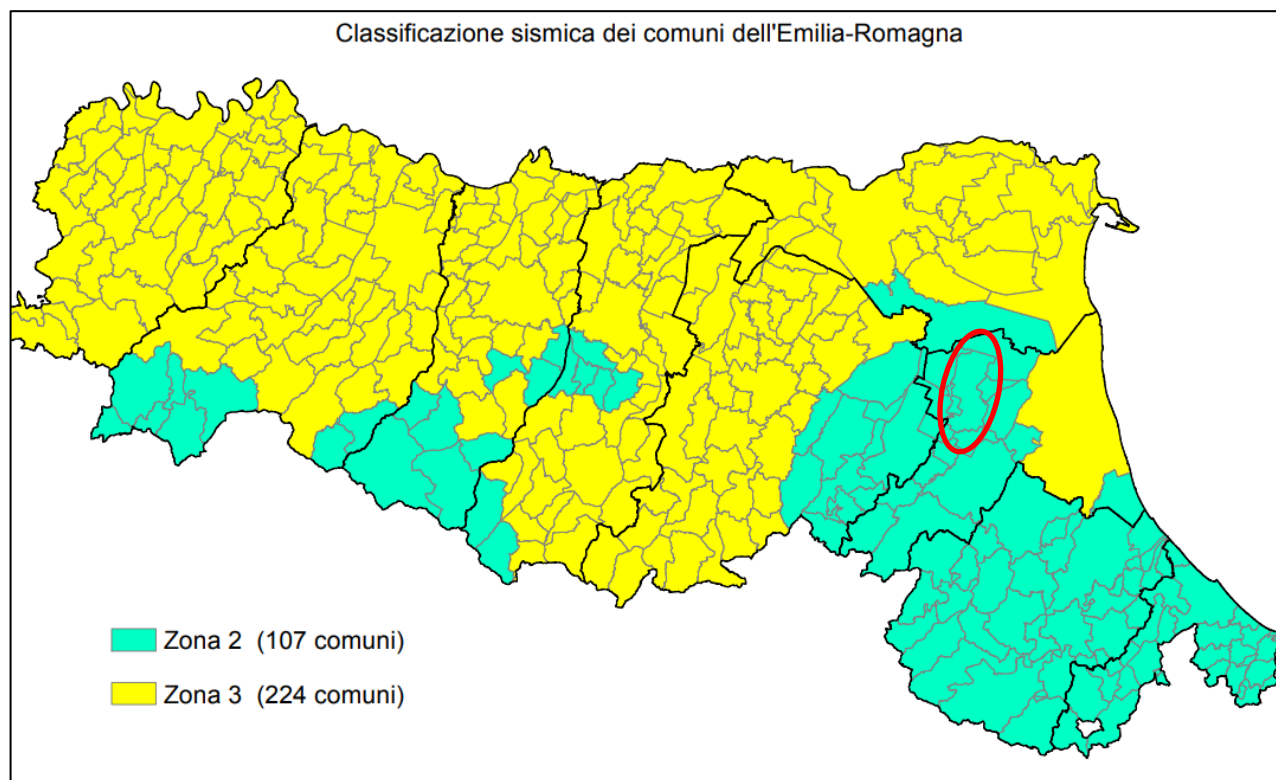 Classificazione sismica dei comuni dell'Emilia-Romagna
Zona 2 (107 comuni)
Zona 3 (224 comuni)